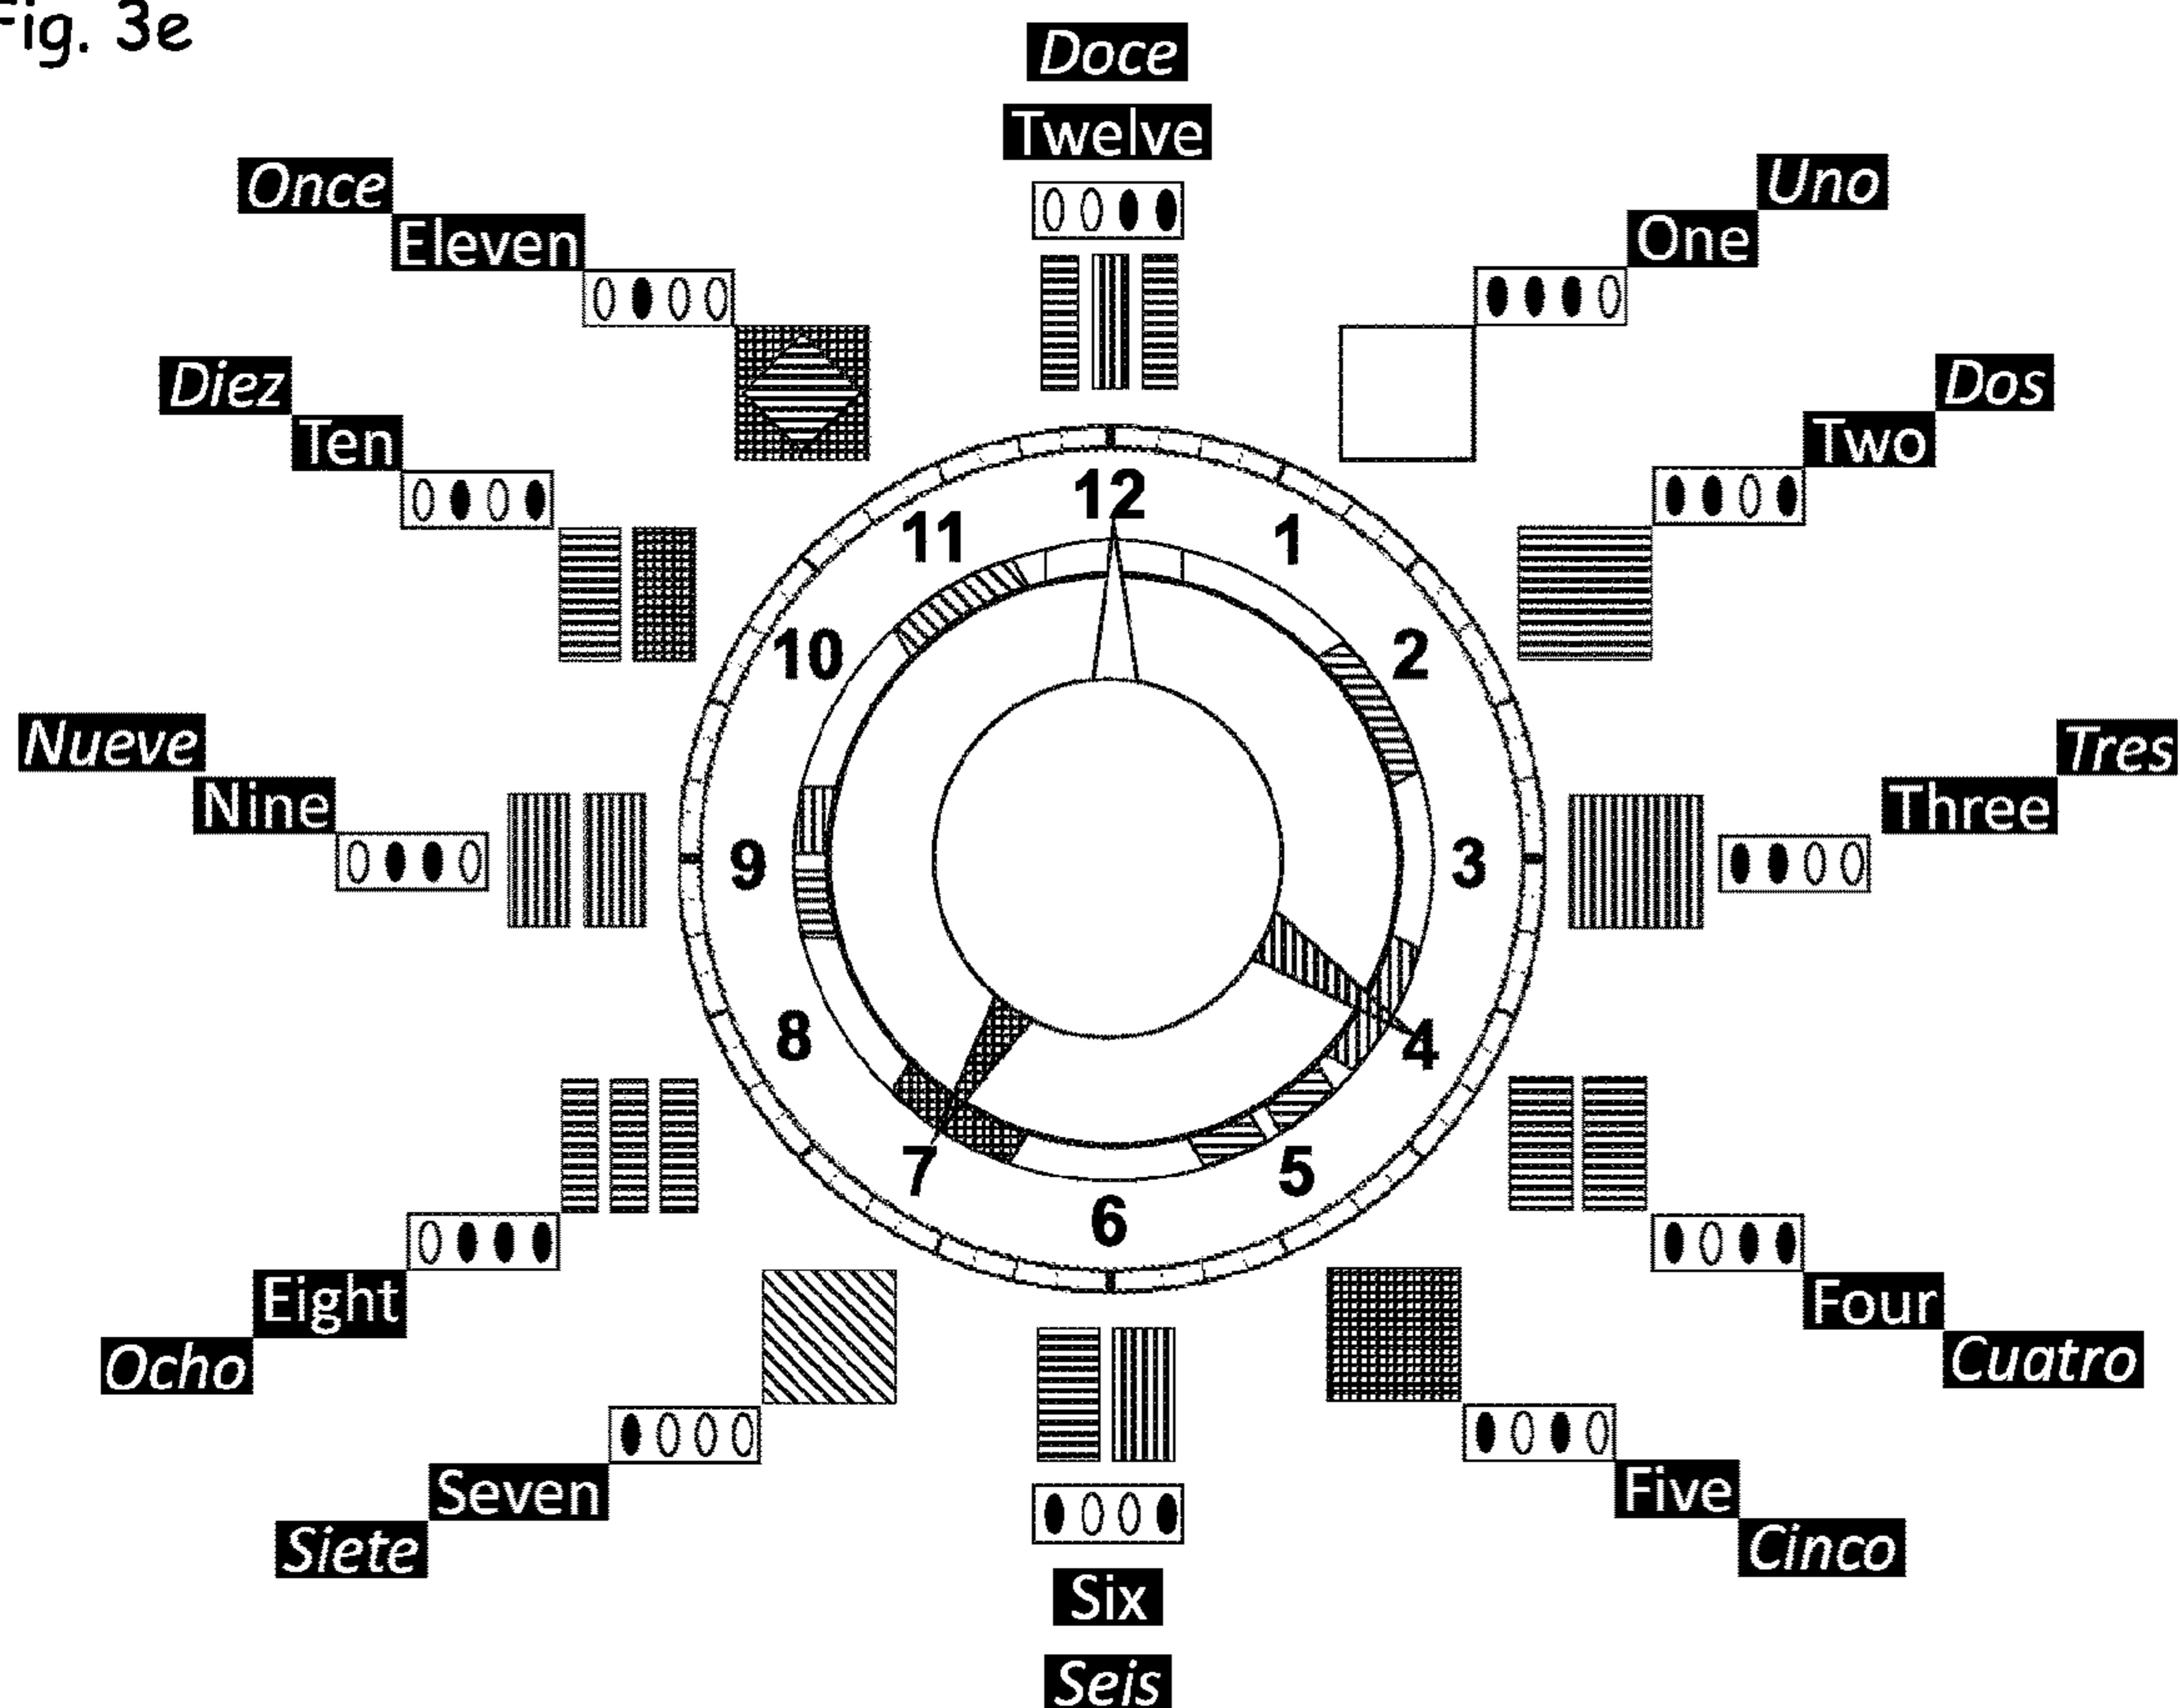 Fig. 3e
Doce
Twelve
Once
Eleven
Uno
One
Diez
Ten
Dos
Two
12
11
1
10
2
Nueve
Nine
9
3
Tres
Three
8
4
7
5
6
Eight
Ocho
Four
Cuatro
Seven
Siete
Five
Cinco
Six
Seis